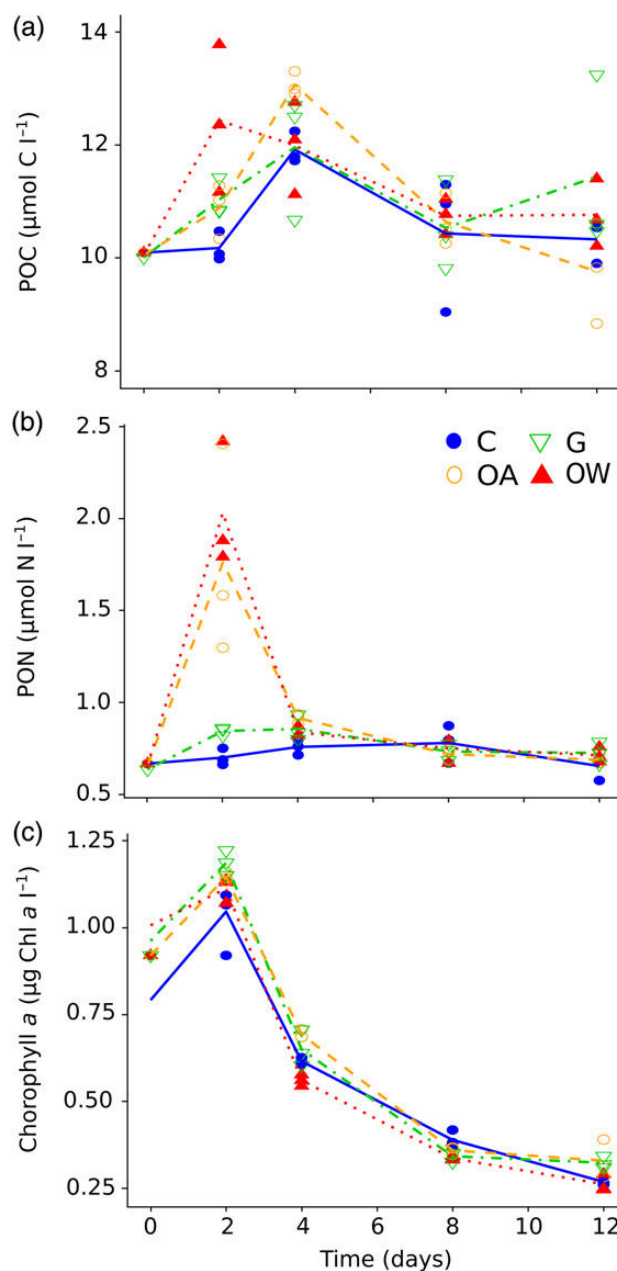 (a)
14
12
10
8
POC (µmol C l⁻¹)
(b)
2.5
2.0
1.5
1.0
0.5
PON (µmol N l⁻¹)
C G
OA OW
(c)
1.25
1.00
0.75
0.50
0.25
Chorophyll a (µg Chl a l⁻¹)
0 2 4 6 8 10 12
Time (days)